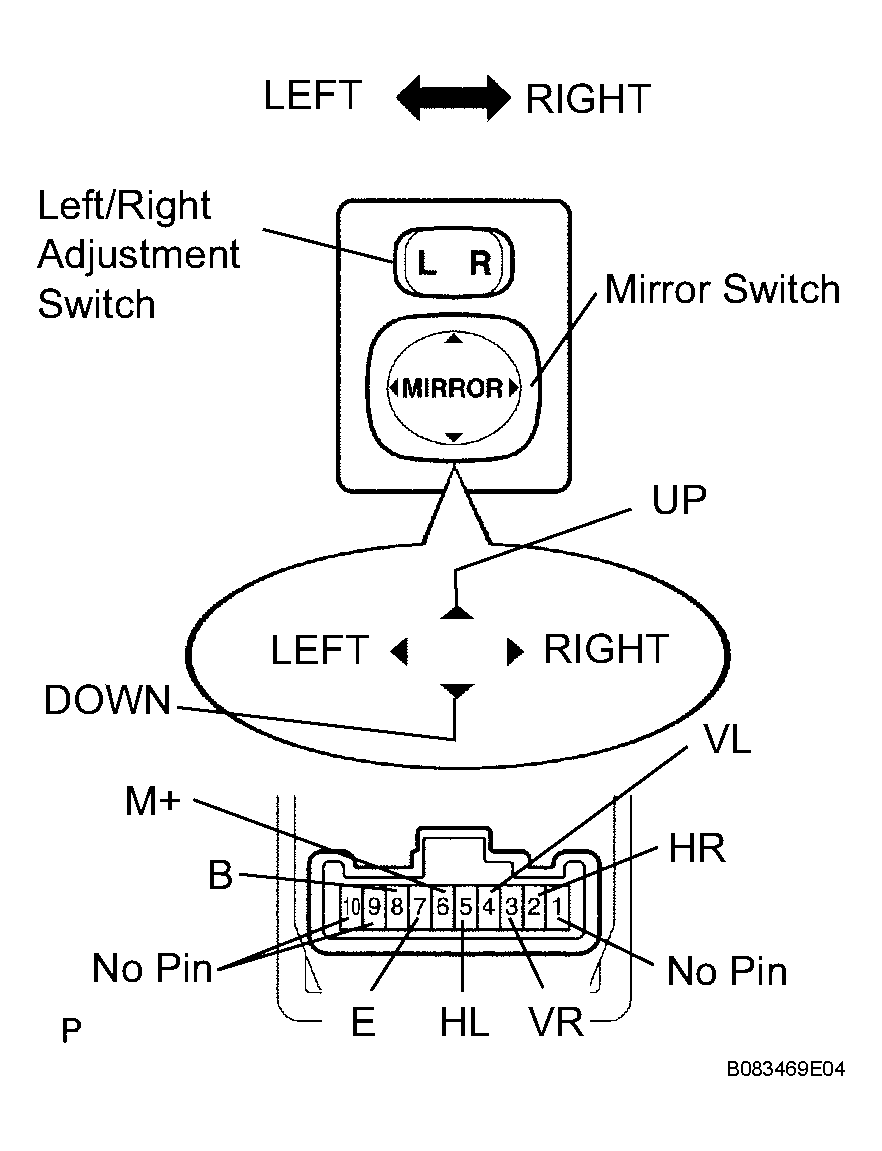 LEFT RIGHT
Left/Right
Adjustment
Switch
L R
Mirror Switch
MIRROR
UP
LEFT RIGHT
DOWN
VL
M+
HR
B
10 9 8 7 6 5 4 3 2 1
No Pin
No Pin
E HL VR
P
B083469E04